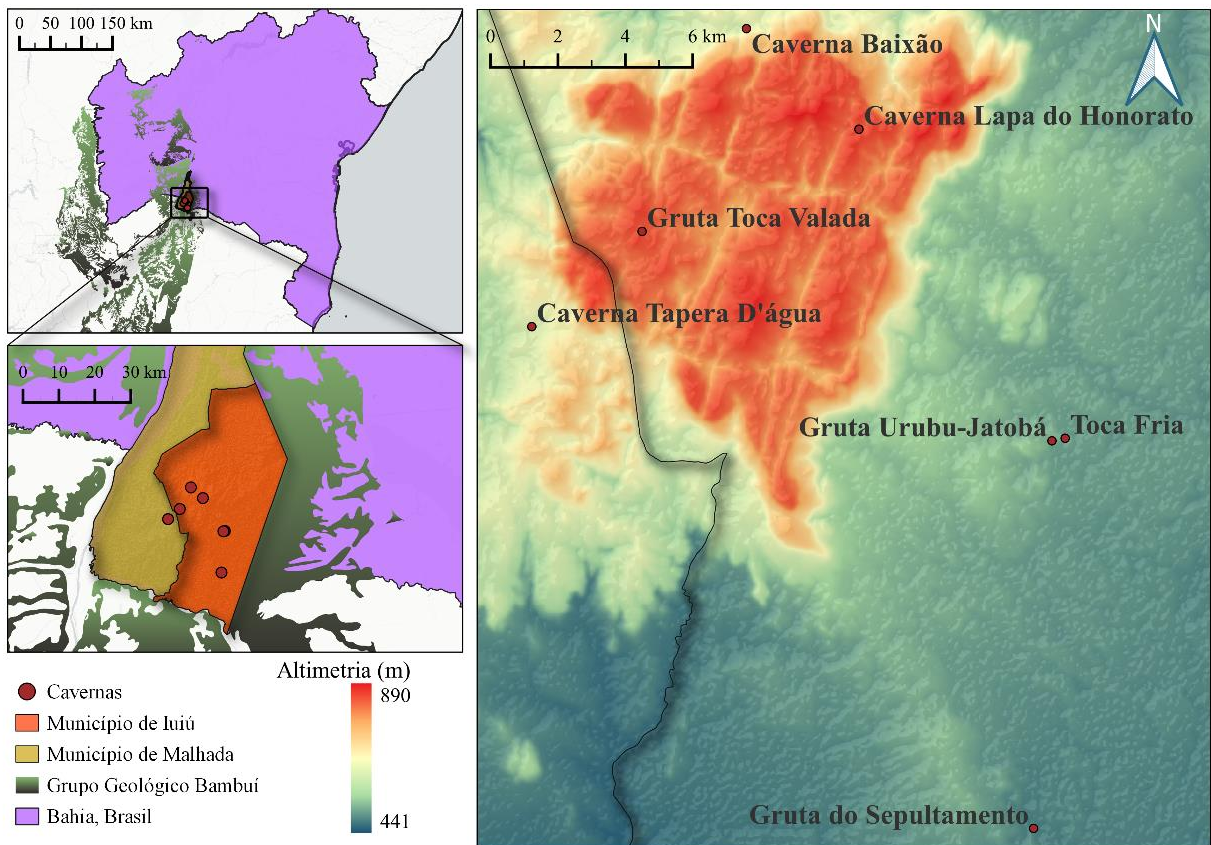 0 50 100 150 km
0 10 20 30 km
Altimetria (m)
890
441
Cavernas
Município de Iuiú
Município de Malhada
Grupo Geológico Bambuí
Bahia, Brasil
0 2 4 6 km
N
Caverna Baixão
Caverna Lapa do Honorato
Gruta Toca Valada
Caverna Tapera D'água
Gruta Urubu-Jatobá
Toca Fria
Gruta do Sepultamento